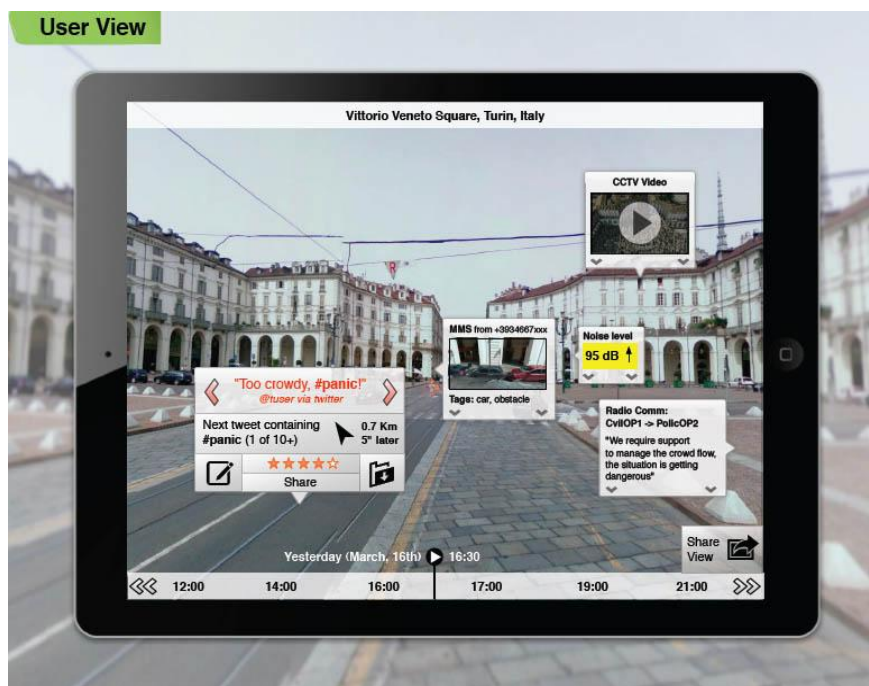 User View
Vittorio Veneto Square, Turin, Italy
CCTV Video
MMS from +3934667xxx
Tags: car, obstacle
Noise level
95 dB
"Too crowdy, #panic!"
@tuser via twitter
Next tweet containing
#panic (1 of 10+)
0.7 Km
5" later
Share
Radio Comm:
CvilOP1 -> PolicOP2
"We require support
to manage the crowd flow,
the situation is getting
dangerous"
Share
View
Yesterday (March, 16th) 16:30
12:00 14:00 16:00 17:00 19:00 21:00